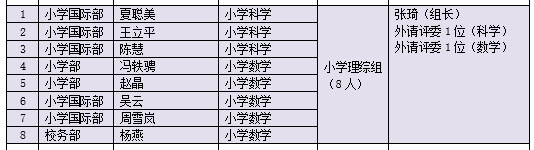 1 小学国际部 夏聪美 小学科学
2 小学国际部 王立平 小学科学
3 小学国际部 陈慧 小学科学
4 小学部 冯轶骋 小学数学
5 小学部 赵晶 小学数学
6 小学国际部 吴云 小学数学
7 小学国际部 周雪岚 小学数学
8 校务部 杨燕 小学数学
小学理综组
（8人）
张琦（组长）
外请评委1位（科学）
外请评委1位（数学）